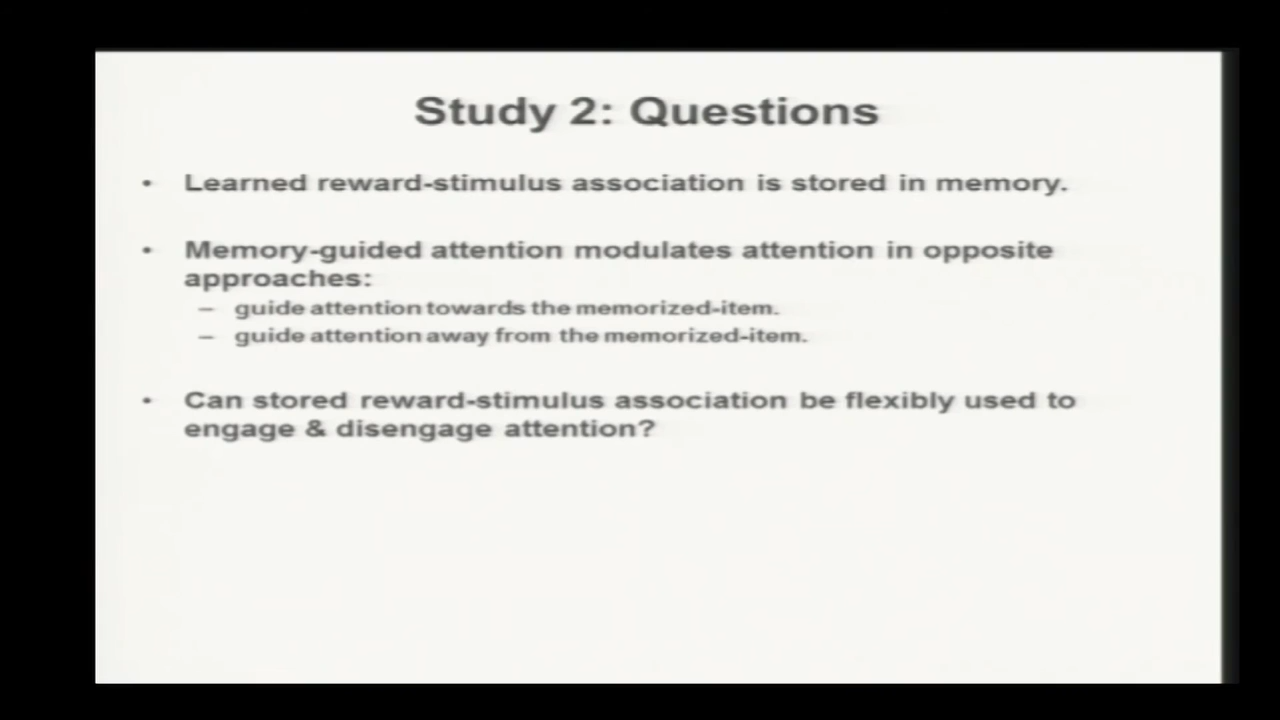 Study 2: Questions
• Learned reward-stimulus association is stored in memory.
• Memory-guided attention modulates attention in opposite
approaches:
– guide attention towards the memorized-item.
– guide attention away from the memorized-item.
• Can stored reward-stimulus association be flexibly used to
engage & disengage attention?